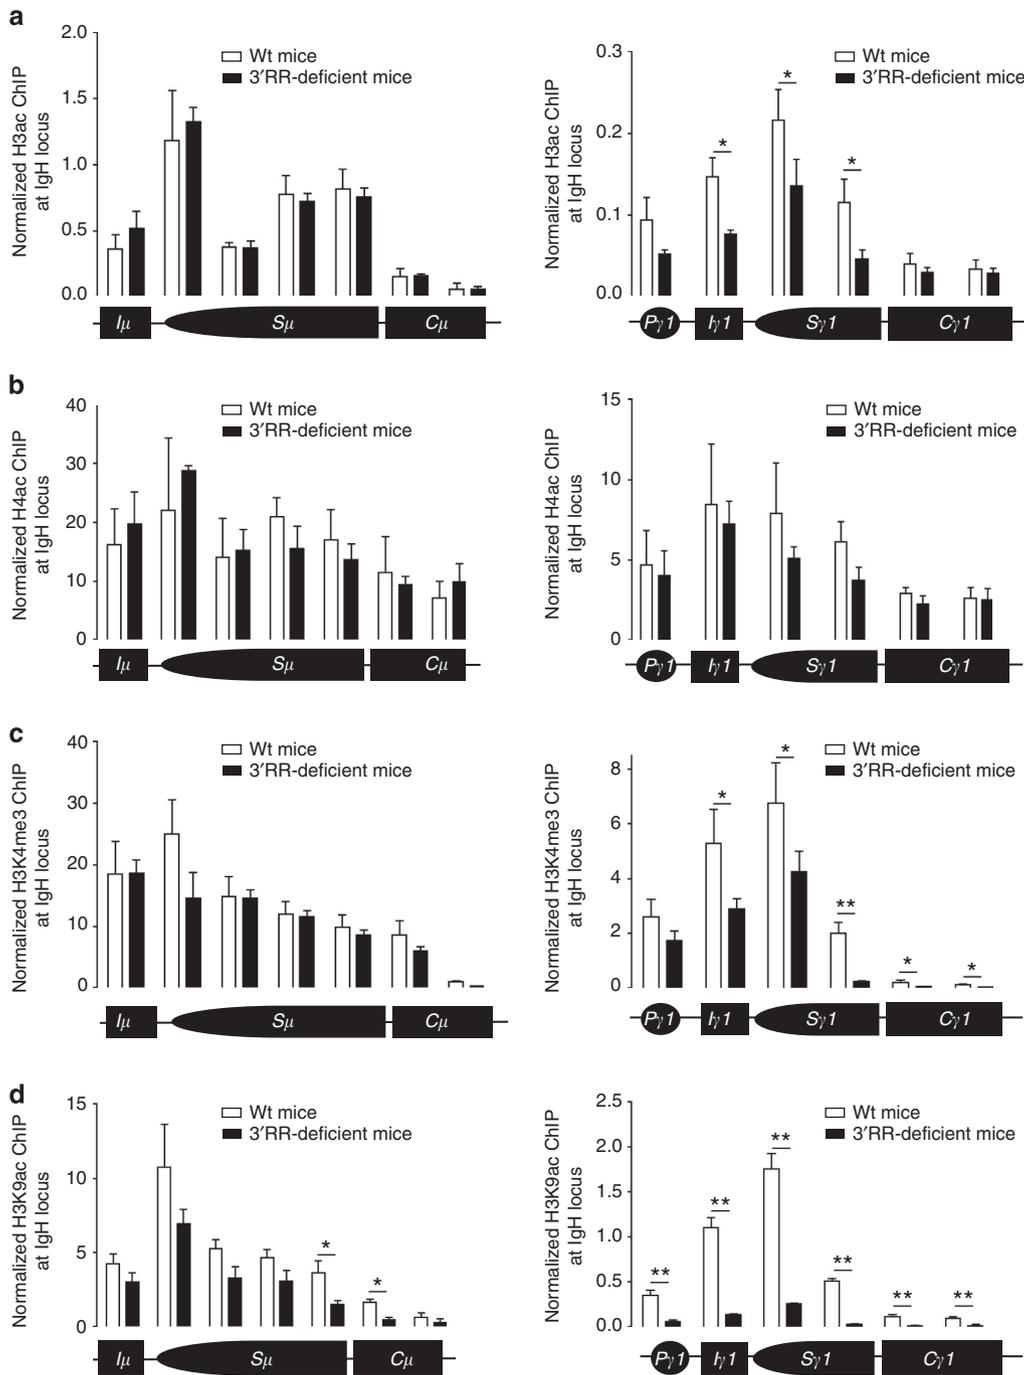 a
Normalized H3ac ChIP
at IgH locus
2.0
1.5
1.0
0.5
0.0
Wt mice
3′RR-deficient mice
Iμ
Sμ
Cμ
Normalized H3ac ChIP
at IgH locus
0.3
0.2
0.1
0.0
Wt mice
3′RR-deficient mice
*
*
*
Pγ1
Iγ1
Sγ1
Cγ1
b
Normalized H4ac ChIP
at IgH locus
40
30
20
10
0
Wt mice
3′RR-deficient mice
Iμ
Sμ
Cμ
Normalized H4ac ChIP
at IgH locus
15
10
5
0
Wt mice
3′RR-deficient mice
Pγ1
Iγ1
Sγ1
Cγ1
c
Normalized H3K4me3 ChIP
at IgH locus
40
30
20
10
0
Wt mice
3′RR-deficient mice
Iμ
Sμ
Cμ
Normalized H3K4me3 ChIP
at IgH locus
8
6
4
2
0
Wt mice
3′RR-deficient mice
*
*
**
*
*
Pγ1
Iγ1
Sγ1
Cγ1
d
Normalized H3K9ac ChIP
at IgH locus
15
10
5
0
Wt mice
3′RR-deficient mice
*
*
Iμ
Sμ
Cμ
Normalized H3K9ac ChIP
at IgH locus
2.5
2.0
1.5
1.0
0.5
0.0
Wt mice
3′RR-deficient mice
**
**
**
**
**
**
Pγ1
Iγ1
Sγ1
Cγ1